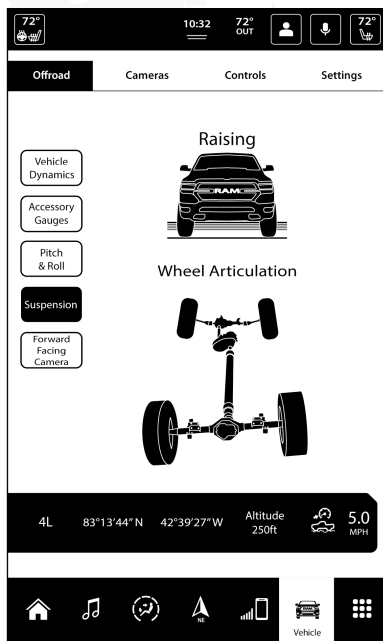 72° 10:32 72° 72°
OUT
Offroad Cameras Controls Settings
Raising
Vehicle
Dynamics
RAM
Accessory
Gauges
Pitch
& Roll
Wheel Articulation
Suspension
Forward
Facing
Camera
4L 83°13'44"N 42°39'27"W Altitude
250ft 5.0
MPH
NE
Vehicle